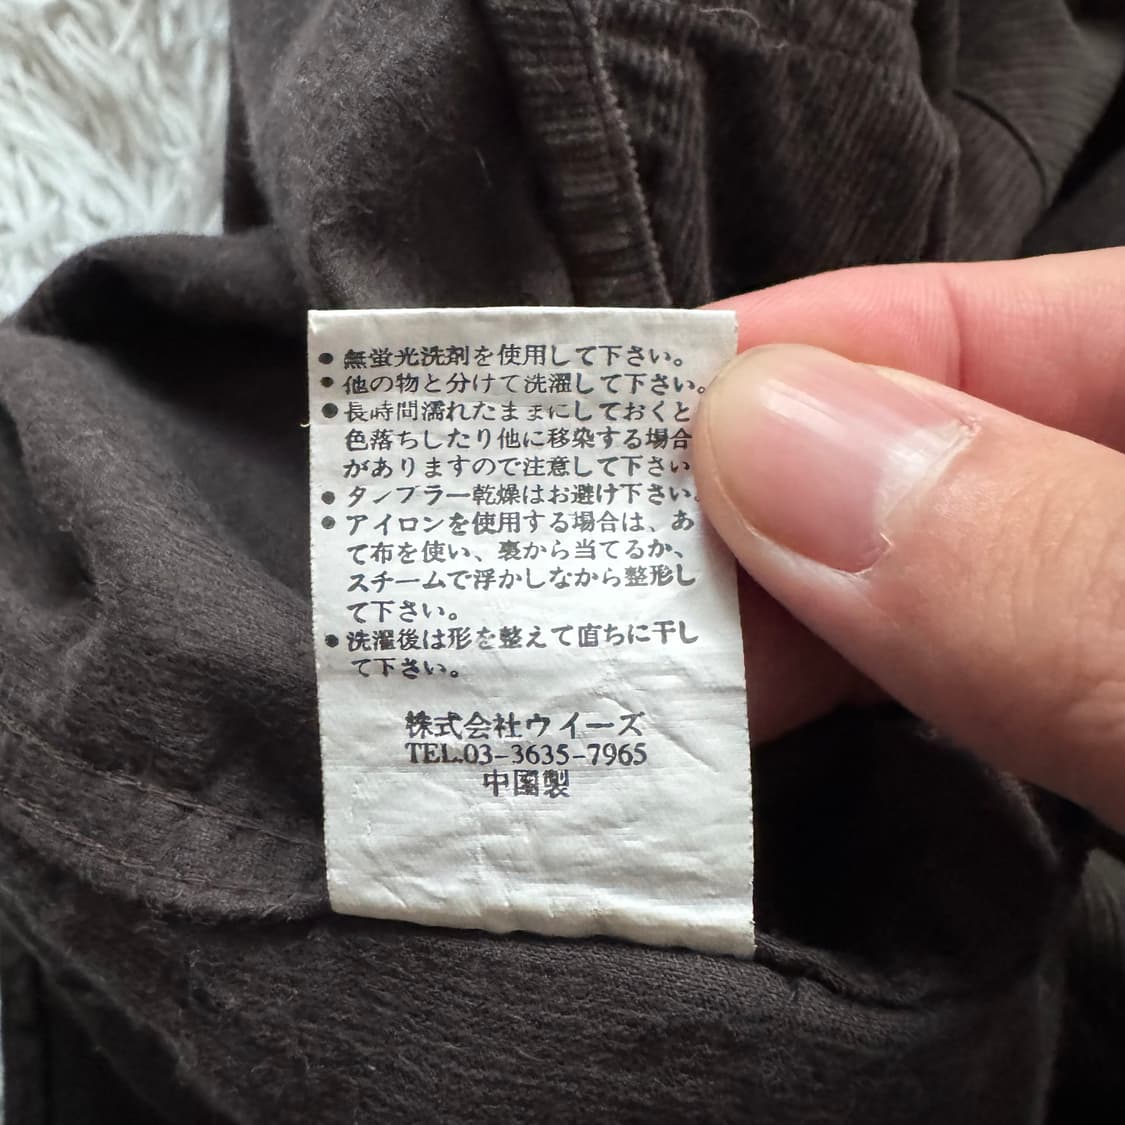 ● 無蛍光洗剤を使用して下さい。
● 他の物と分けて洗濯して下さい。
● 長時間濡れたままにしておくと
色落ちしたり他に移染する場合
がありますので注意して下さい
● タンブラー乾燥はお避け下さい。
● アイロンを使用する場合は、あ
て布を使い、裏から当てるか、
スチームで浮かしながら整形し
て下さい。
● 洗濯後は形を整えて直ちに干し
て下さい。
株式会社ウイーズ
TEL.03-3635-7965
中国製